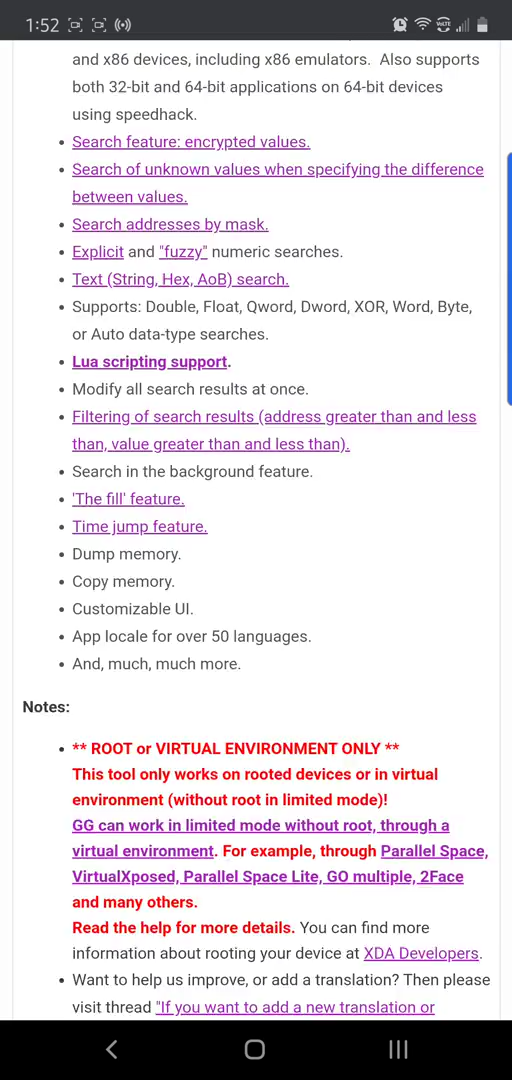 1:52
and x86 devices, including x86 emulators. Also supports
both 32-bit and 64-bit applications on 64-bit devices
using speedhack.
• Search feature: encrypted values.
• Search of unknown values when specifying the difference
between values.
• Search addresses by mask.
• Explicit and "fuzzy" numeric searches.
• Text (String, Hex, AoB) search.
• Supports: Double, Float, Qword, Dword, XOR, Word, Byte,
or Auto data-type searches.
• Lua scripting support.
• Modify all search results at once.
• Filtering of search results (address greater than and less
than, value greater than and less than).
• Search in the background feature.
• 'The fill' feature.
• Time jump feature.
• Dump memory.
• Copy memory.
• Customizable UI.
• App locale for over 50 languages.
• And, much, much more.
Notes:
• ** ROOT or VIRTUAL ENVIRONMENT ONLY **
This tool only works on rooted devices or in virtual
environment (without root in limited mode)!
GG can work in limited mode without root, through a
virtual environment. For example, through Parallel Space,
VirtualXposed, Parallel Space Lite, GO multiple, 2Face
and many others.
Read the help for more details. You can find more
information about rooting your device at XDA Developers.
• Want to help us improve, or add a translation? Then please
visit thread "If you want to add a new translation or